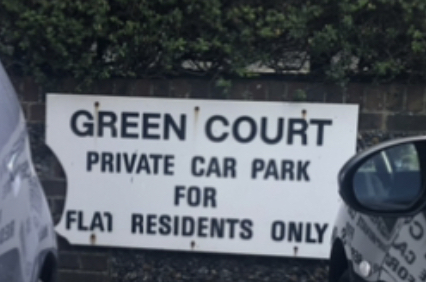 GREEN COURT
PRIVATE CAR PARK
FOR
FLAT RESIDENTS ONLY